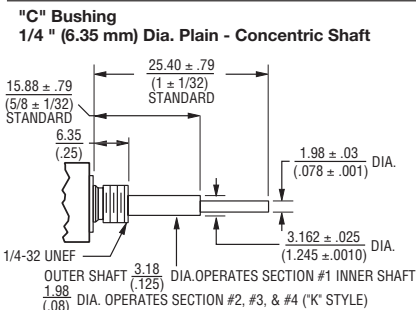 "C" Bushing
1/4 " (6.35 mm) Dia. Plain - Concentric Shaft
25.40 ± .79
(1 ± 1/32)
STANDARD
15.88 ± .79
(5/8 ± 1/32)
STANDARD
6.35
(.25)
1.98 ± .03
(.078 ± .001) DIA.
3.162 ± .025
(1.245 ±.0010) DIA.
1/4-32 UNEF
OUTER SHAFT 3.18 (.125) DIA.OPERATES SECTION #1 INNER SHAFT
1.98 (.08) DIA. OPERATES SECTION #2, #3, & #4 ("K" STYLE)